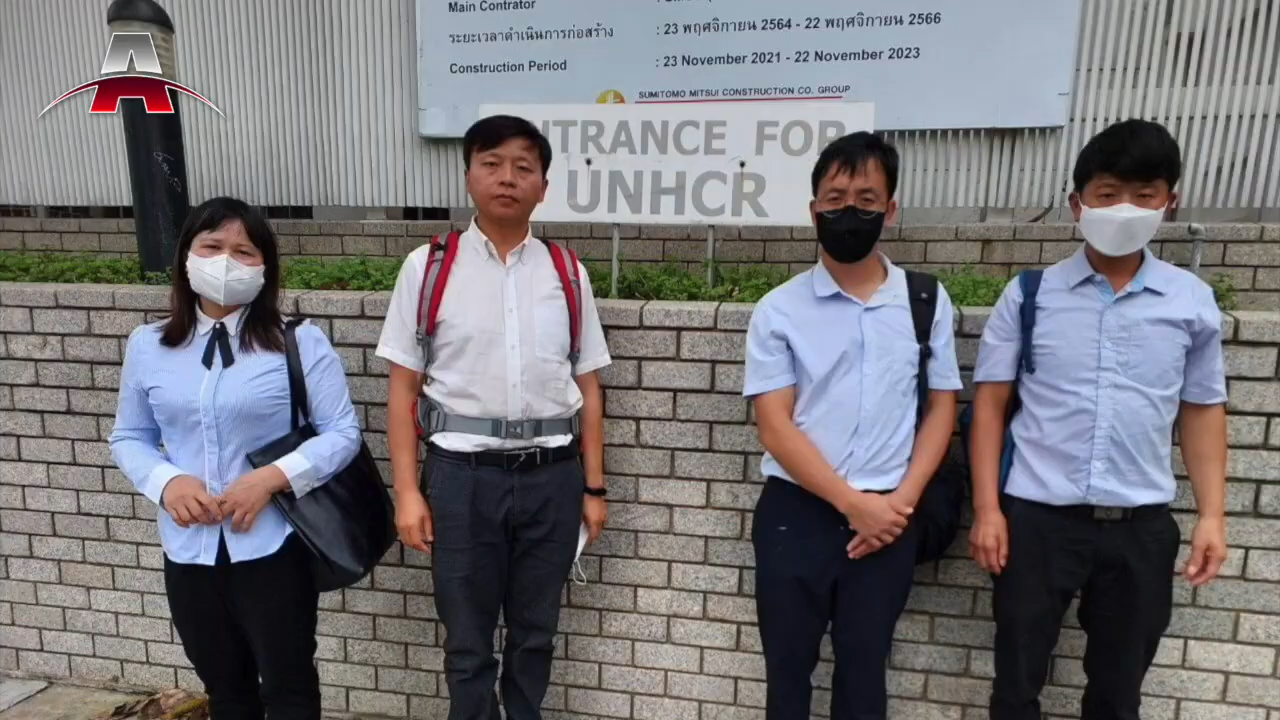 Main Contrator
ระยะเวลาดำเนินการก่อสร้าง : 23 พฤศจิกายน 2564 - 22 พฤศจิกายน 2566
Construction Period : 23 November 2021 - 22 November 2023
SUMITOMO MITSUI CONSTRUCTION CO. GROUP
NTRANCE FOR
UNHCR
A